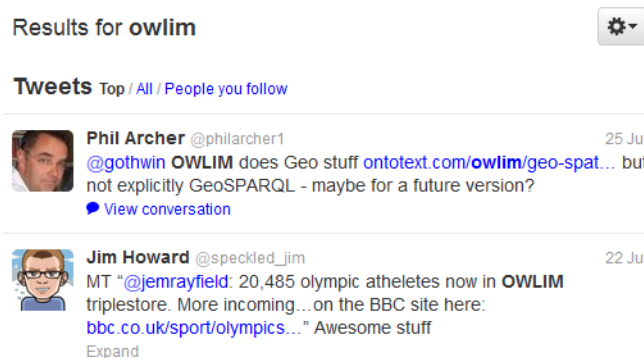 Results for owlim
Tweets Top / All / People you follow
Phil Archer @philarcher1 25 Ju
@gothwin OWLIM does Geo stuff ontotext.com/owlim/geo-spat... but
not explicitly GeoSPARQL - maybe for a future version?
View conversation
Jim Howard @speckled_jim 22 Ju
MT “@jemrayfield: 20,485 olympic atheletes now in OWLIM
triplestore. More incoming...on the BBC site here:
bbc.co.uk/sport/olympics...” Awesome stuff
Expand